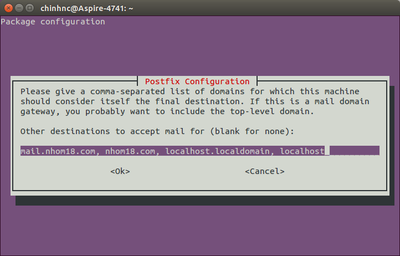 chinhnc@Aspire-4741: ~
Package configuration
Postfix Configuration
Please give a comma-separated list of domains for which this machine
should consider itself the final destination. If this is a mail domain
gateway, you probably want to include the top-level domain.
Other destinations to accept mail for (blank for none):
mail.nhom18.com, nhom18.com, localhost.localdomain, localhost
<Ok> <Cancel>